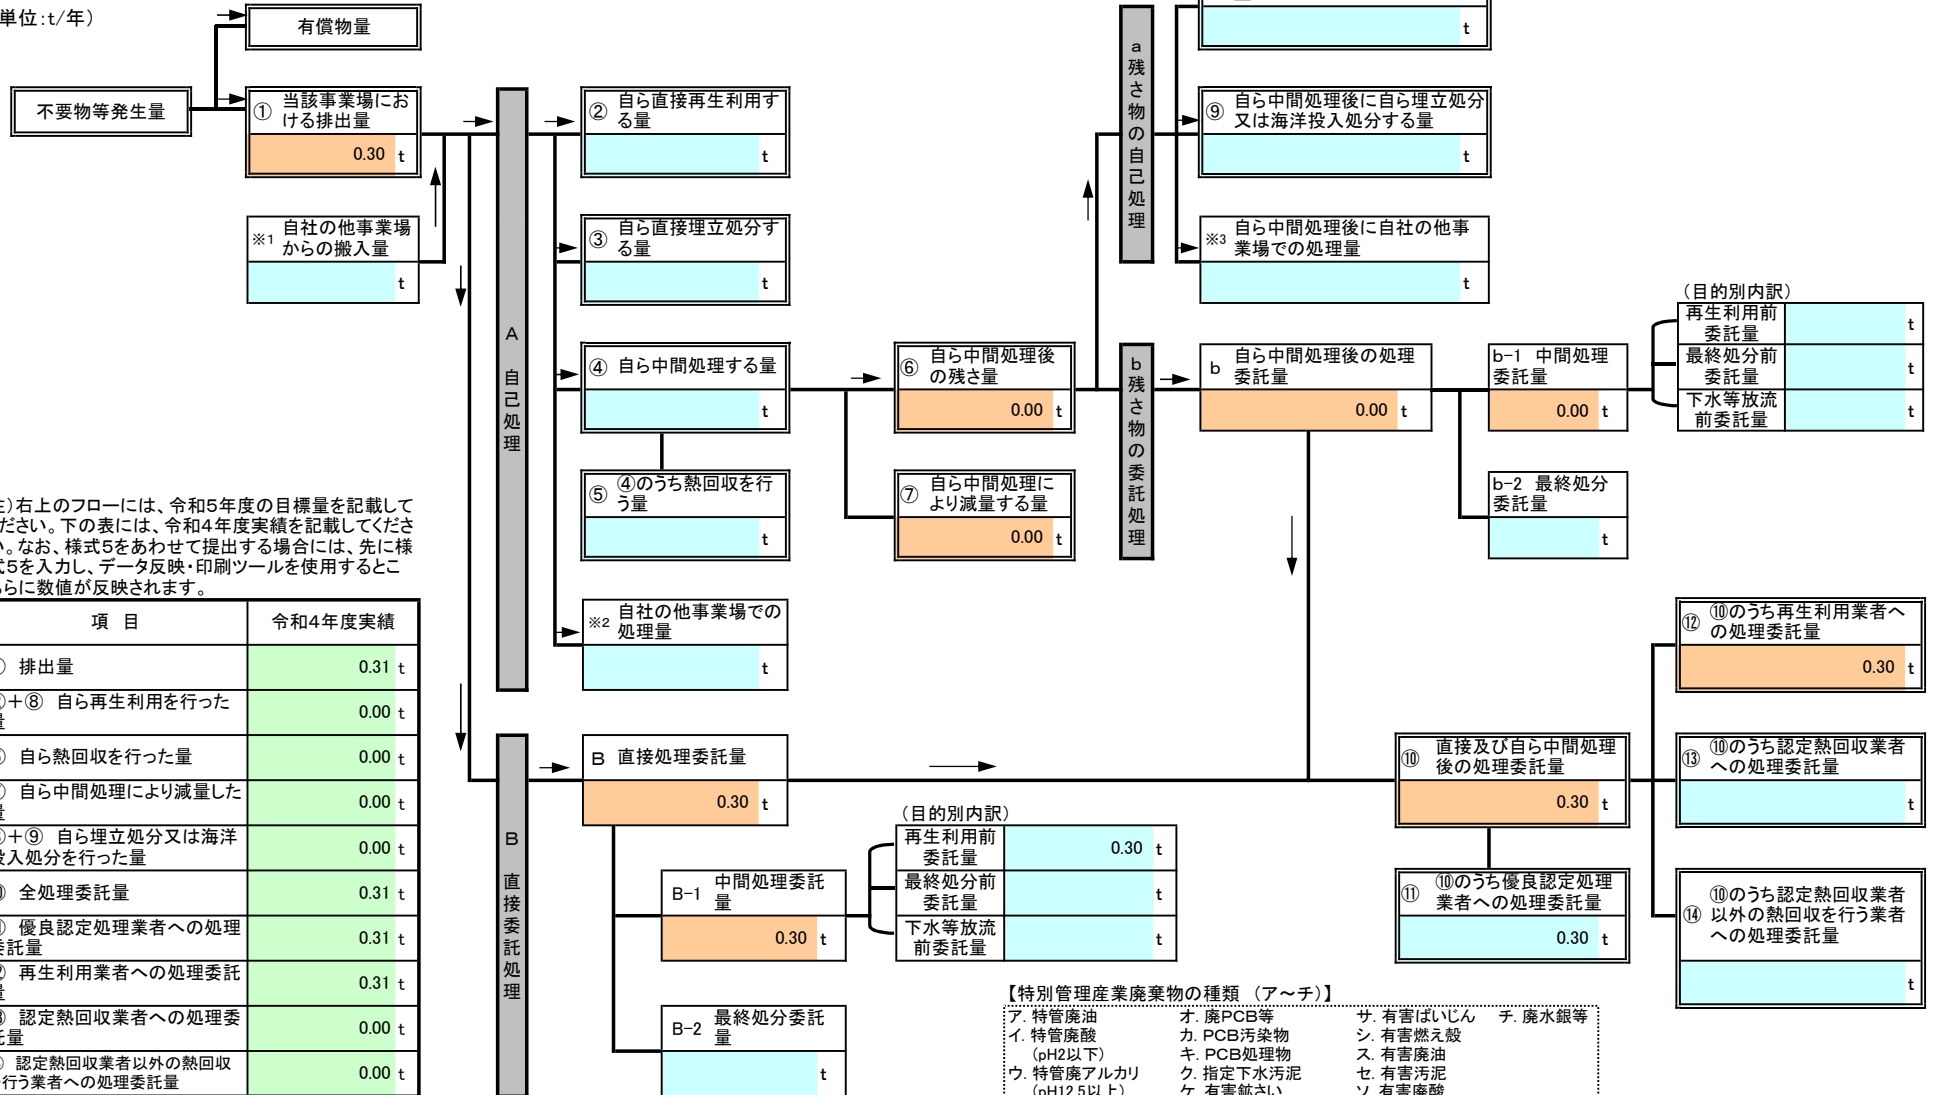 単位:t/年)
有償物量
不要物等発生量
① 当該事業場にお
ける排出量
0.30 t
※1 自社の他事業場
からの搬入量
t
A 自己処理
② 自ら直接再生利用す
る量
t
③ 自ら直接埋立処分す
る量
t
④ 自ら中間処理する量
t
⑤ ④のうち熱回収を行
う量
t
※2 自社の他事業場での
処理量
t
⑥ 自ら中間処理後
の残さ量
0.00 t
⑦ 自ら中間処理に
より減量する量
0.00 t
a 残さ物の自己処理
t
⑨ 自ら中間処理後に自ら埋立処分
又は海洋投入処分する量
t
※3 自ら中間処理後に自社の他事
業場での処理量
t
b 残さ物の委託処理
b 自ら中間処理後の処理
委託量
0.00 t
b-1 中間処理
委託量
0.00 t
b-2 最終処分
委託量
t
(目的別内訳)
再生利用前
委託量
t
最終処分前
委託量
t
下水等放流
前委託量
t
)右上のフローには、令和5年度の目標量を記載して
ださい。下の表には、令和4年度実績を記載してくださ
。なお、様式5をあわせて提出する場合には、先に様
5を入力し、データ反映・印刷ツールを使用するとこ
らに数値が反映されます。
項 目 令和4年度実績
排出量 0.31 t
+⑧ 自ら再生利用を行った
0.00 t
自ら熱回収を行った量 0.00 t
自ら中間処理により減量した
0.00 t
+⑨ 自ら埋立処分又は海洋
入処分を行った量 0.00 t
全処理委託量 0.31 t
優良認定処理業者への処理
託量 0.31 t
再生利用業者への処理委託
0.31 t
認定熱回収業者への処理委
託量 0.00 t
認定熱回収業者以外の熱回収
行う業者への処理委託量 0.00 t
B 直接委託処理
B 直接処理委託量
0.30 t
B-1 中間処理委託
量
0.30 t
B-2 最終処分委託
量
t
(目的別内訳)
再生利用前
委託量
0.30 t
最終処分前
委託量
t
下水等放流
前委託量
t
⑩ 直接及び自ら中間処理
後の処理委託量
0.30 t
⑪ ⑩のうち優良認定処理
業者への処理委託量
0.30 t
⑫ ⑩のうち再生利用業者へ
の処理委託量
0.30 t
⑬ ⑩のうち認定熱回収業者
への処理委託量
t
⑭ ⑩のうち認定熱回収業者
以外の熱回収を行う業者
への処理委託量
t
【特別管理産業廃棄物の種類 (ア~チ)】
ア. 特管廃油 オ. 廃PCB等 サ. 有害ばいじん チ. 廃水銀等
イ. 特管廃酸 カ. PCB汚染物 シ. 有害燃え殻
(pH2以下) キ. PCB処理物 ス. 有害廃油
ウ. 特管廃アルカリ ク. 指定下水汚泥 セ. 有害汚泥
(pH12.5以上) ケ. 有害鉱さい ソ. 有害廃酸